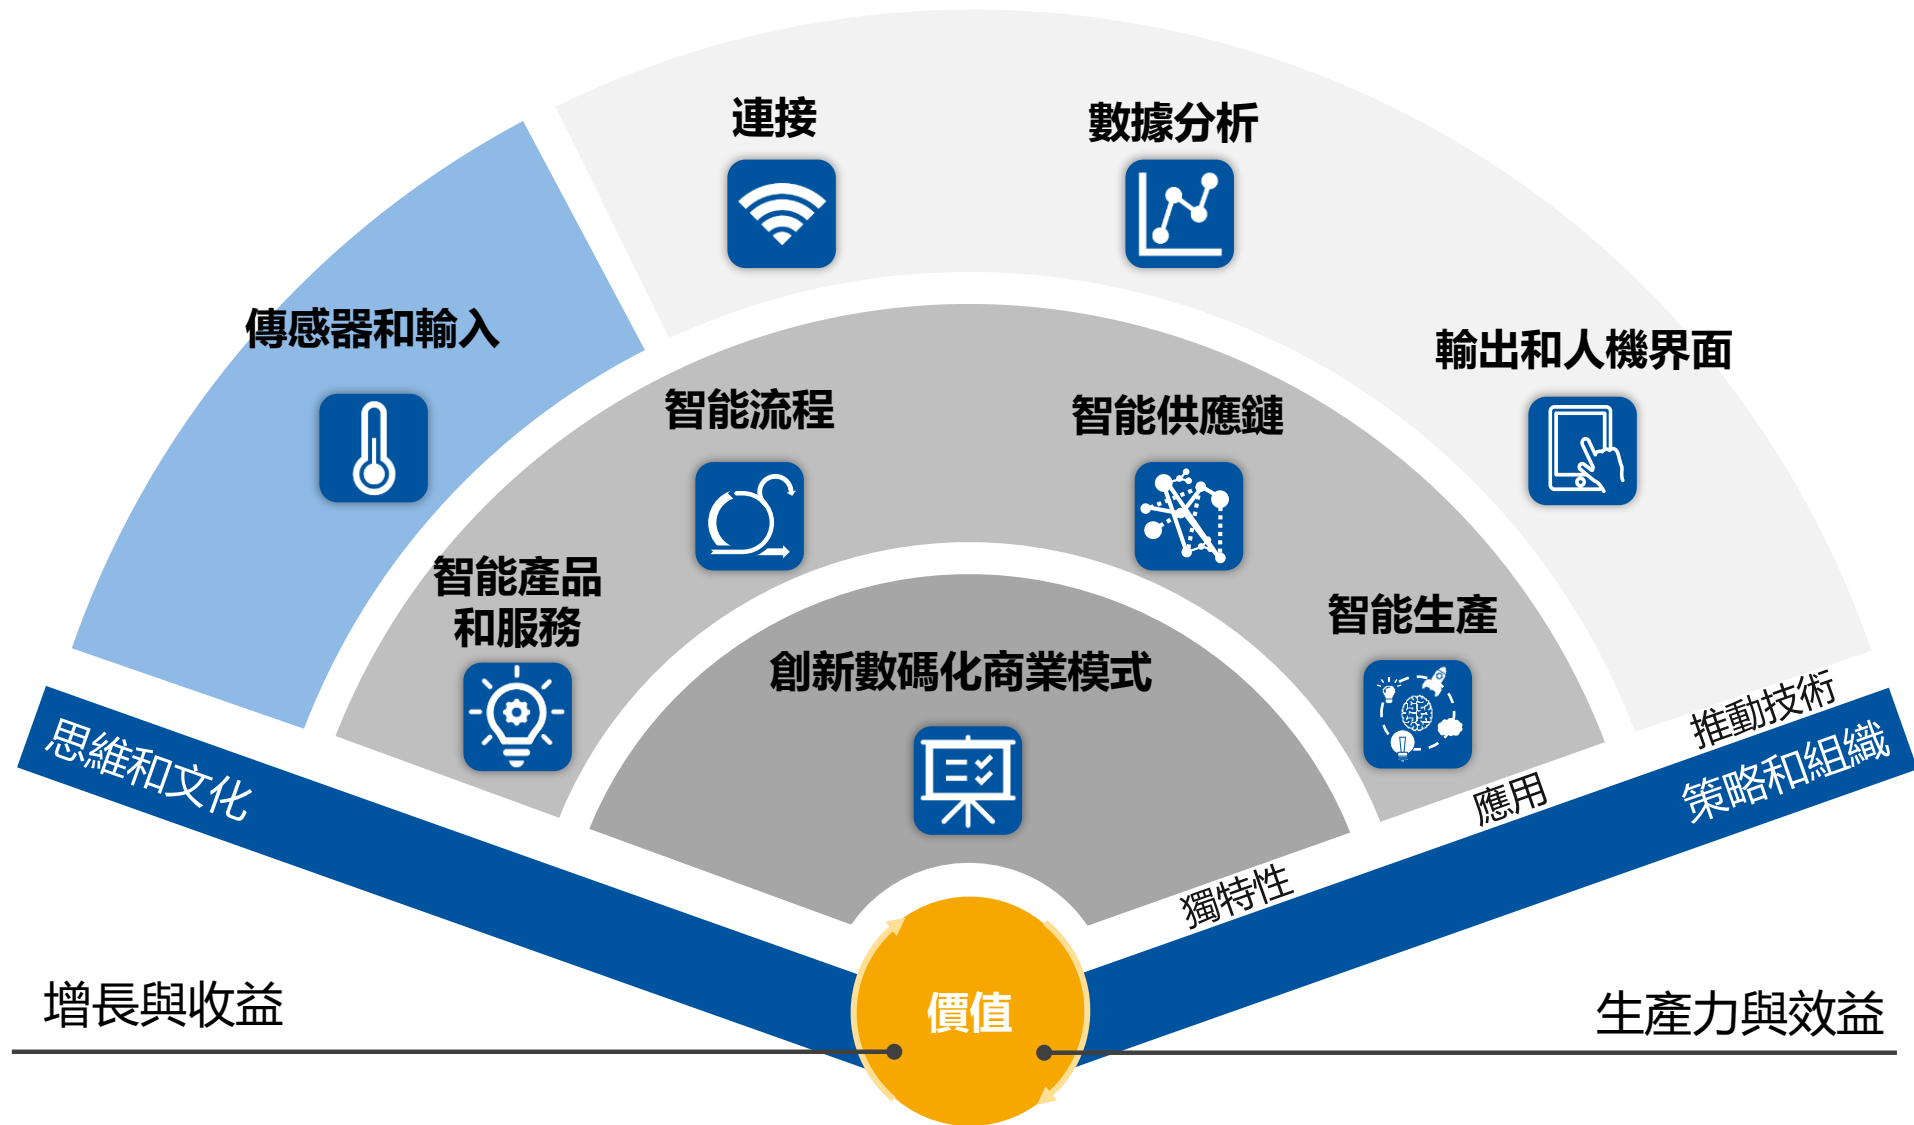 連接
數據分析
傳感器和輸入
輸出和人機界面
智能流程
智能供應鏈
智能產品
和服務
智能生產
創新數碼化商業模式
推動技術
應用
獨特性
思維和文化
策略和組織
價值
增長與收益
生產力與效益